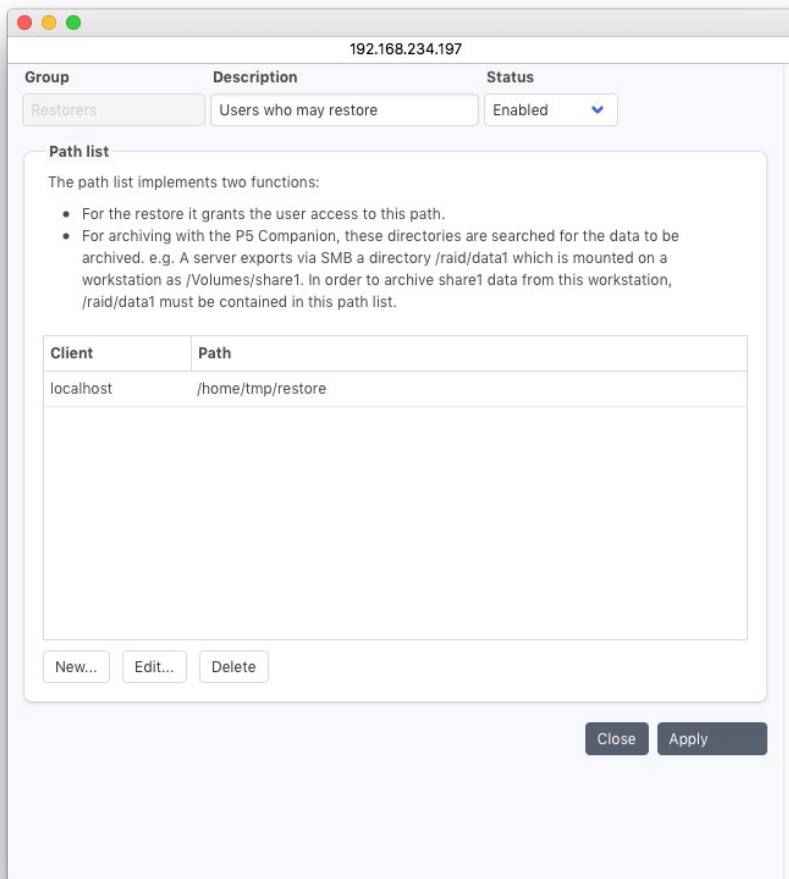 192.168.234.197
Group Description Status
Restorers Users who may restore Enabled
Path list
The path list implements two functions:
• For the restore it grants the user access to this path.
• For archiving with the P5 Companion, these directories are searched for the data to be
archived. e.g. A server exports via SMB a directory /raid/data1 which is mounted on a
workstation as /Volumes/share1. In order to archive share1 data from this workstation,
/raid/data1 must be contained in this path list.
Client Path
localhost /home/tmp/restore
New... Edit... Delete
Close Apply